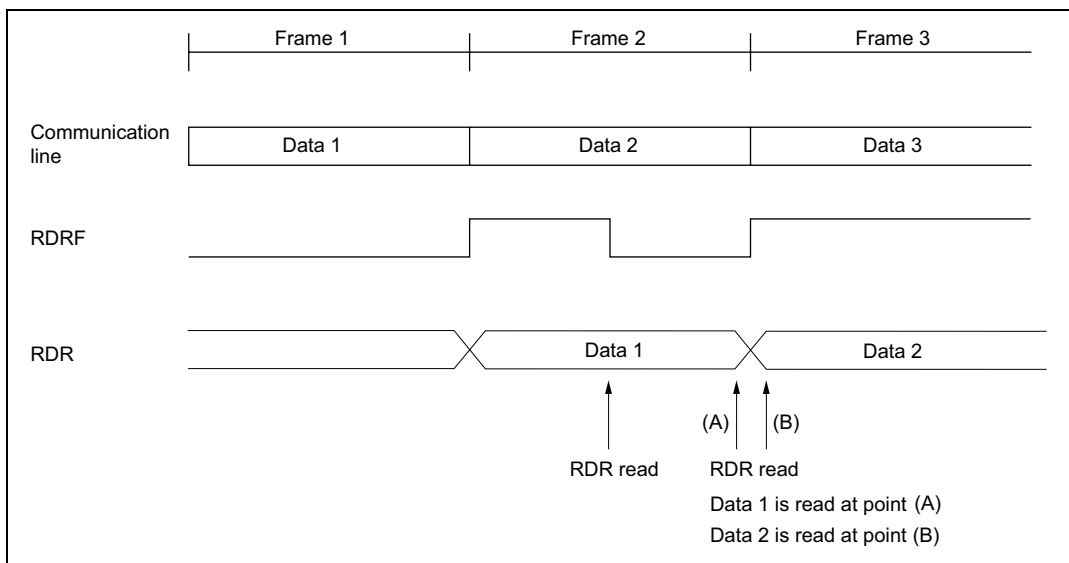 Frame 1 Frame 2 Frame 3
Communication
line
Data 1 Data 2 Data 3
RDRF
RDR
Data 1 Data 2
(A) (B)
RDR read RDR read
Data 1 is read at point (A)
Data 2 is read at point (B)